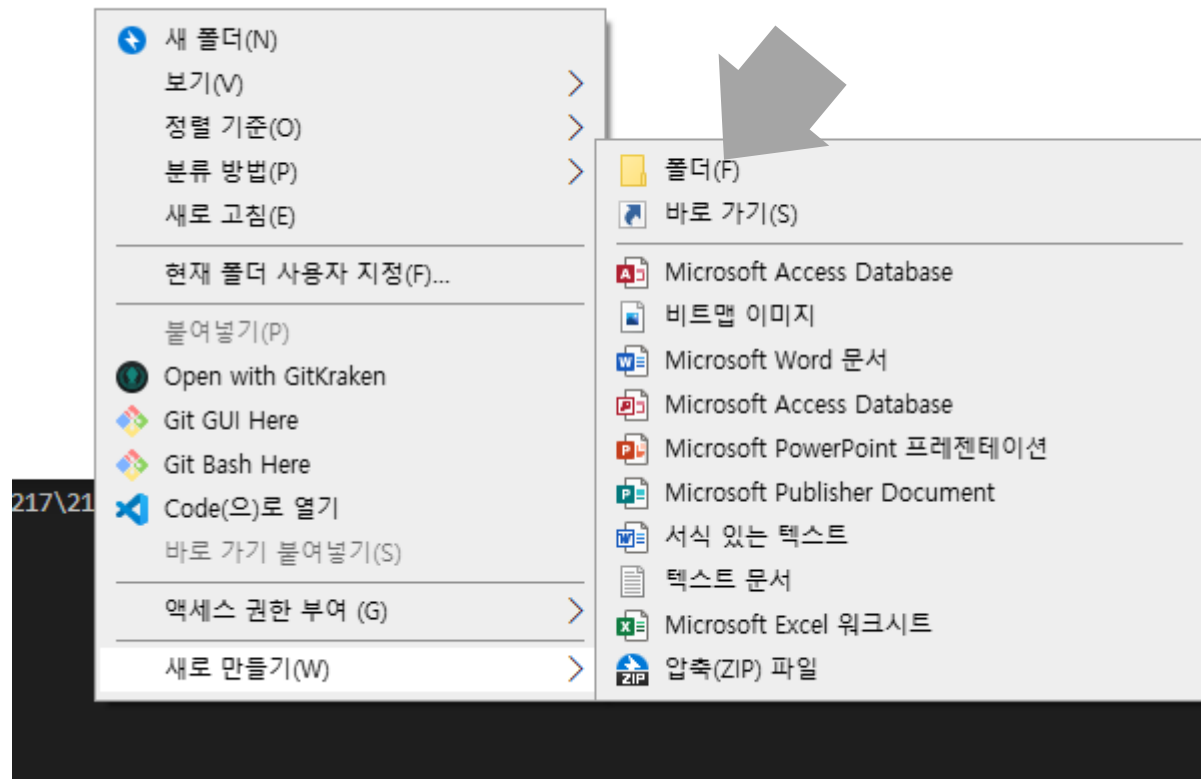 새 폴더(N)
보기(V)
정렬 기준(O)
분류 방법(P)
새로 고침(E)
현재 폴더 사용자 지정(F)...
붙여넣기(P)
Open with GitKraken
Git GUI Here
Git Bash Here
217\21
Code(으)로 열기
바로 가기 붙여넣기(S)
액세스 권한 부여 (G)
새로 만들기(W)
폴더(F)
바로 가기(S)
Microsoft Access Database
비트맵 이미지
Microsoft Word 문서
Microsoft Access Database
Microsoft PowerPoint 프레젠테이션
Microsoft Publisher Document
서식 있는 텍스트
텍스트 문서
Microsoft Excel 워크시트
ZIP 압축(ZIP) 파일